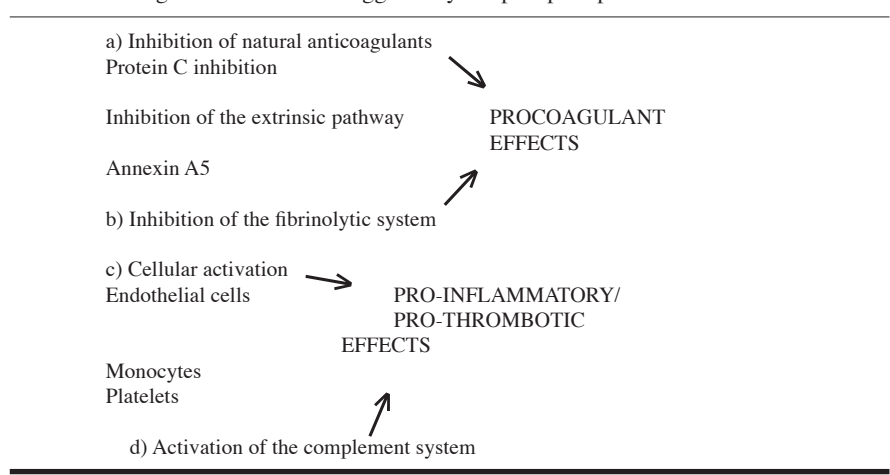 a) Inhibition of natural anticoagulants
Protein C inhibition
Inhibition of the extrinsic pathway PROCOAGULANT
EFFECTS
Annexin A5
b) Inhibition of the fibrinolytic system
c) Cellular activation
Endothelial cells PRO-INFLAMMATORY/
PRO-THROMBOTIC
EFFECTS
Monocytes
Platelets
d) Activation of the complement system